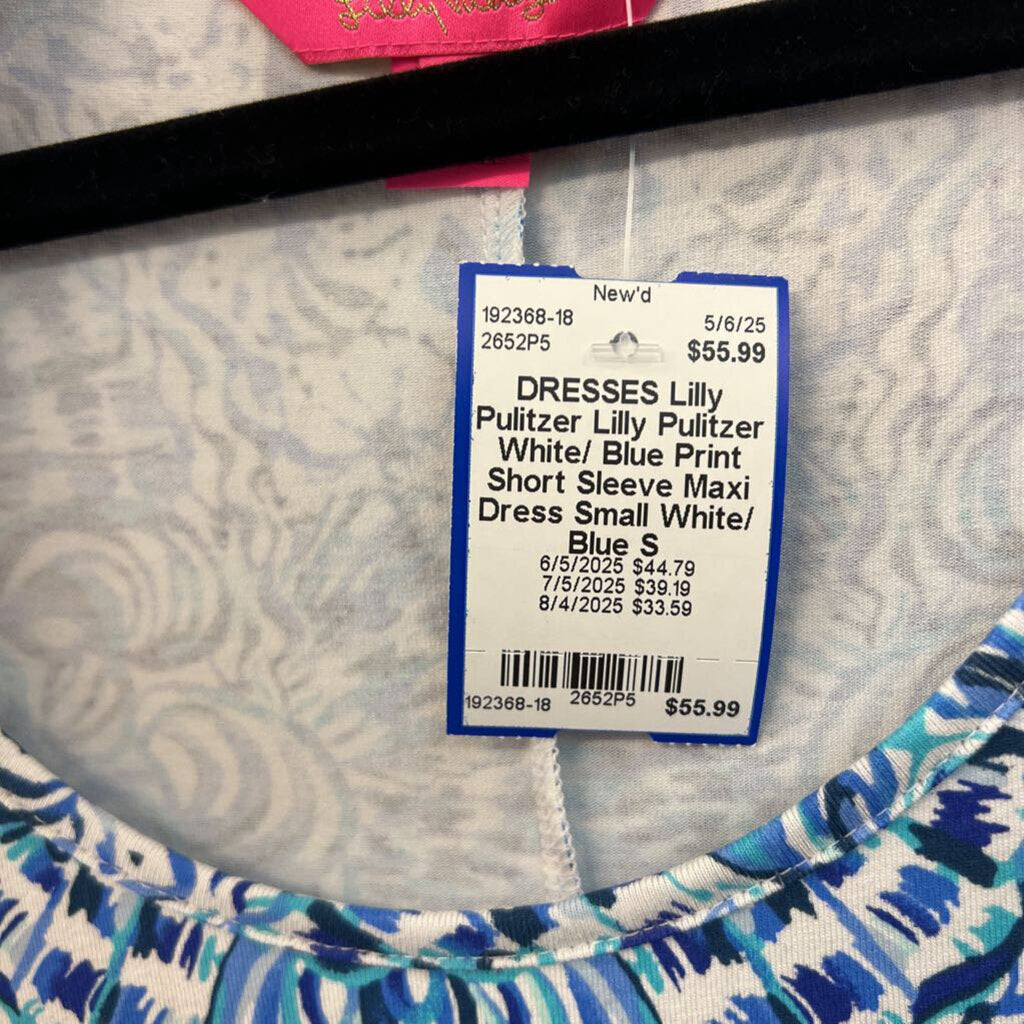 Lilly Pulitzer
New'd
192368-18 5/6/25
2652P5 $55.99
DRESSES Lilly
Pulitzer Lilly Pulitzer
White/ Blue Print
Short Sleeve Maxi
Dress Small White/
Blue S
6/5/2025 $44.79
7/5/2025 $39.19
8/4/2025 $33.59
192368-18 2652P5 $55.99